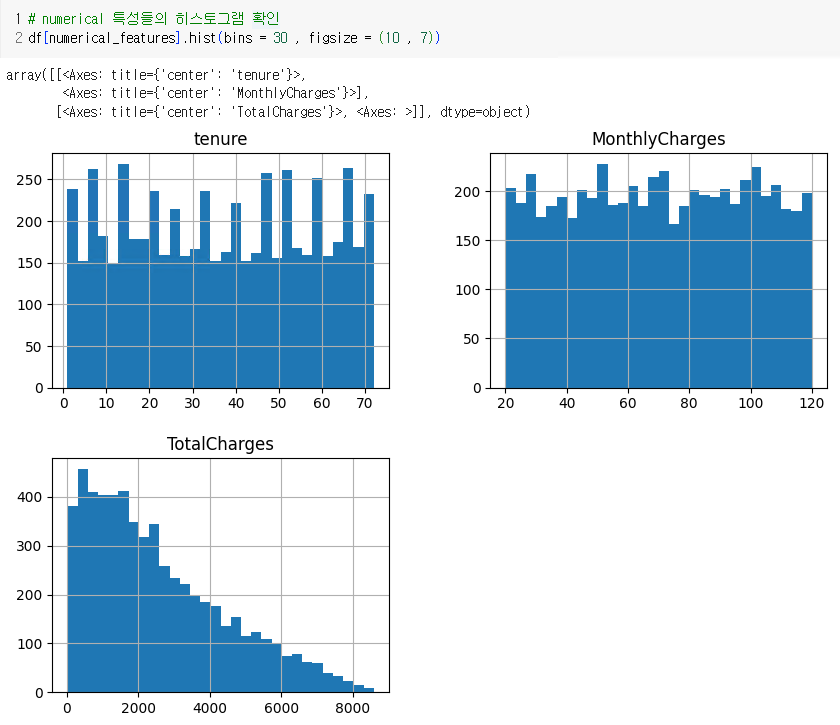 1 # numerical 특성들의 히스토그램 확인
2 df[numerical_features].hist(bins = 30 , figsize = (10 , 7))
array([[<Axes: title={'center': 'tenure'}>,
<Axes: title={'center': 'MonthlyCharges'}>],
[<Axes: title={'center': 'TotalCharges'}>, <Axes: >]], dtype=object)
tenure
250
200
150
100
50
0
0 10 20 30 40 50 60 70
MonthlyCharges
200
150
100
50
0
20 40 60 80 100 120
TotalCharges
400
300
200
100
0
0 2000 4000 6000 8000